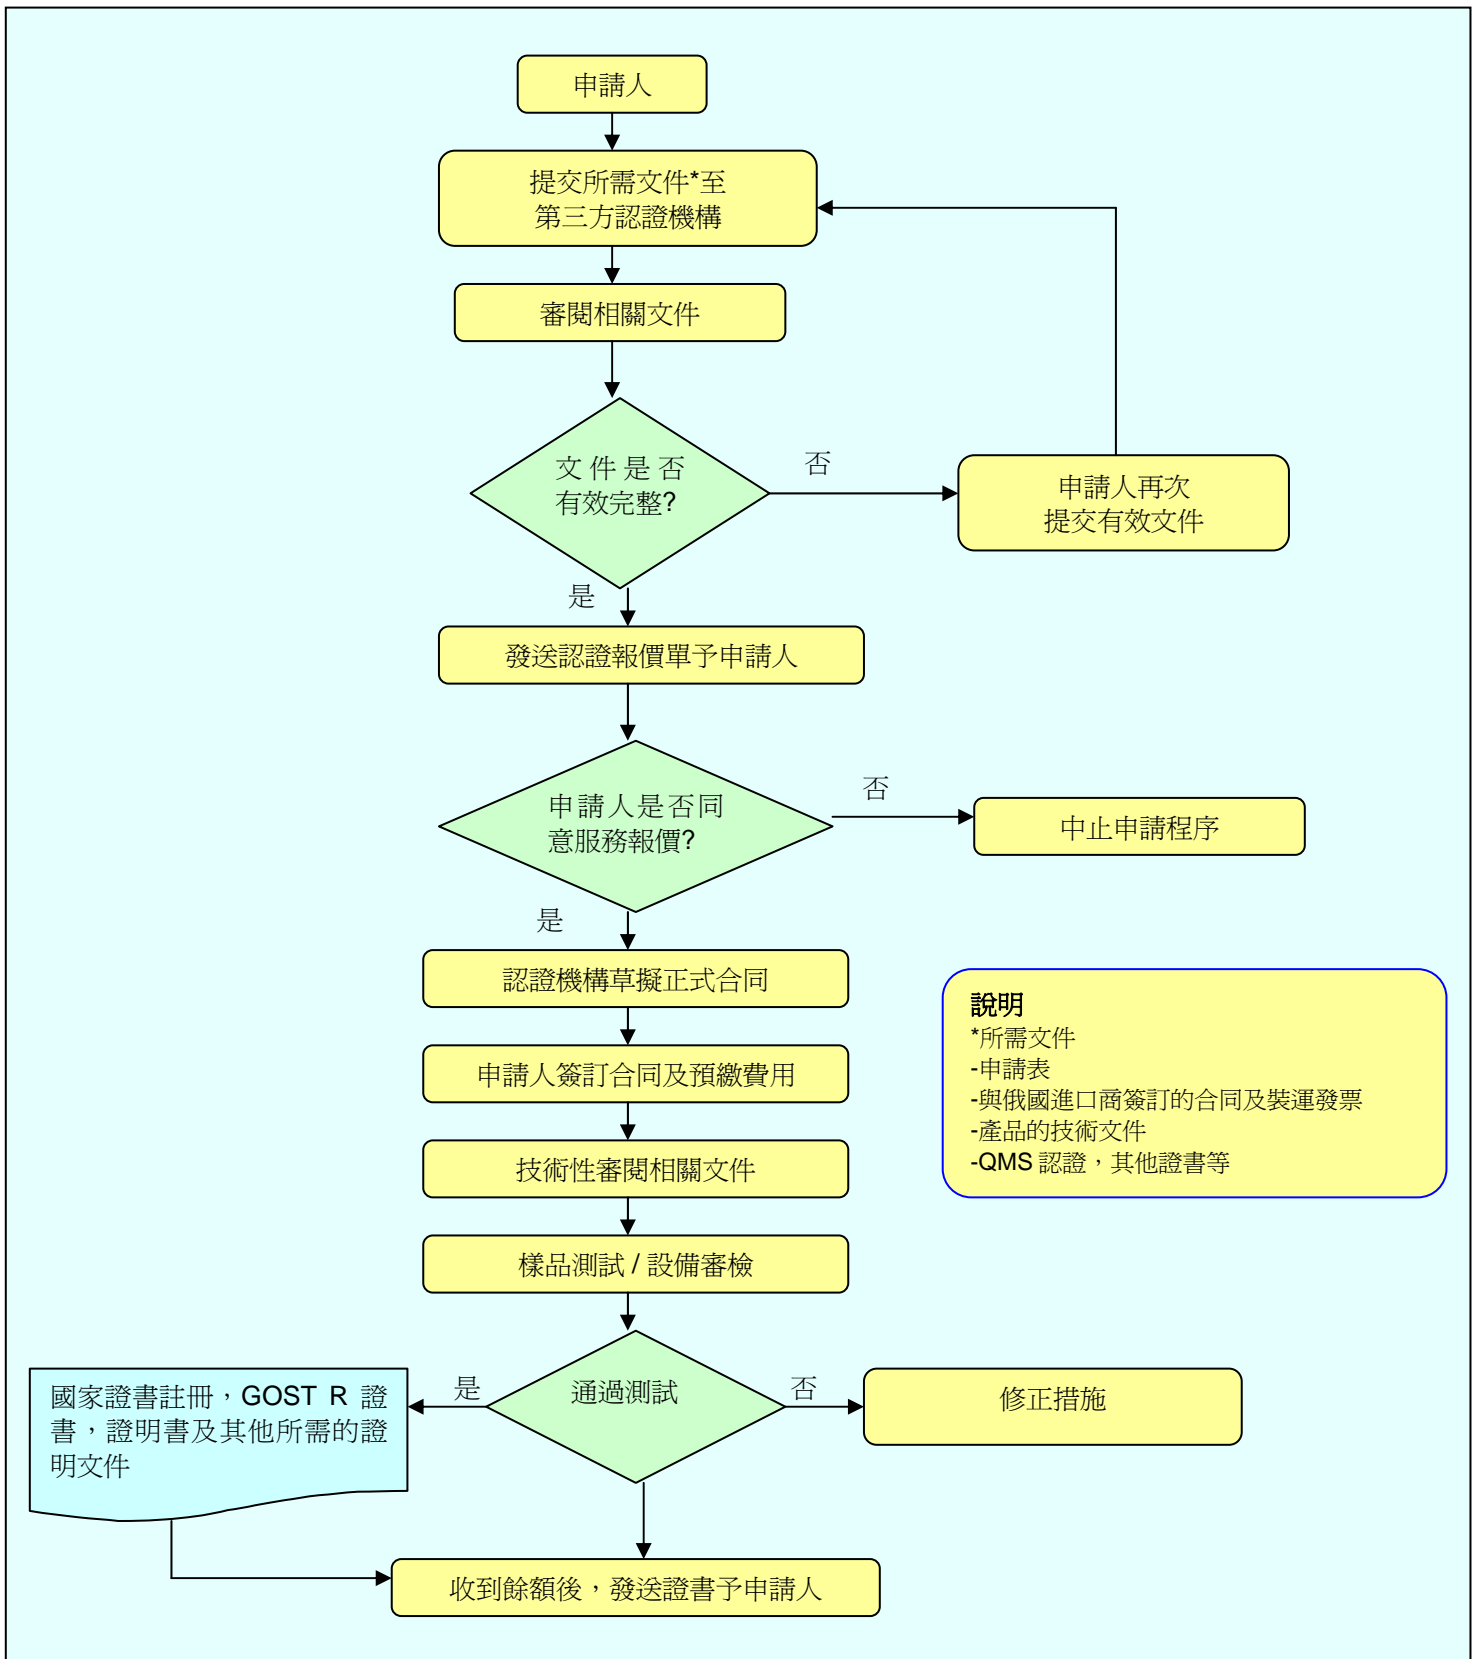 申請人
提交所需文件*至
第三方認證機構
審閱相關文件
文件是否
有效完整?
否
申請人再次
提交有效文件
是
發送認證報價單予申請人
申請人是否同
意服務報價?
否
中止申請程序
是
認證機構草擬正式合同
申請人簽訂合同及預繳費用
技術性審閱相關文件
樣品測試 / 設備審檢
說明
*所需文件
-申請表
-與俄國進口商簽訂的合同及裝運發票
-產品的技術文件
-QMS 認證，其他證書等
通過測試
是
否
修正措施
國家證書註冊，GOST R 證
書，證明書及其他所需的證
明文件
收到餘額後，發送證書予申請人